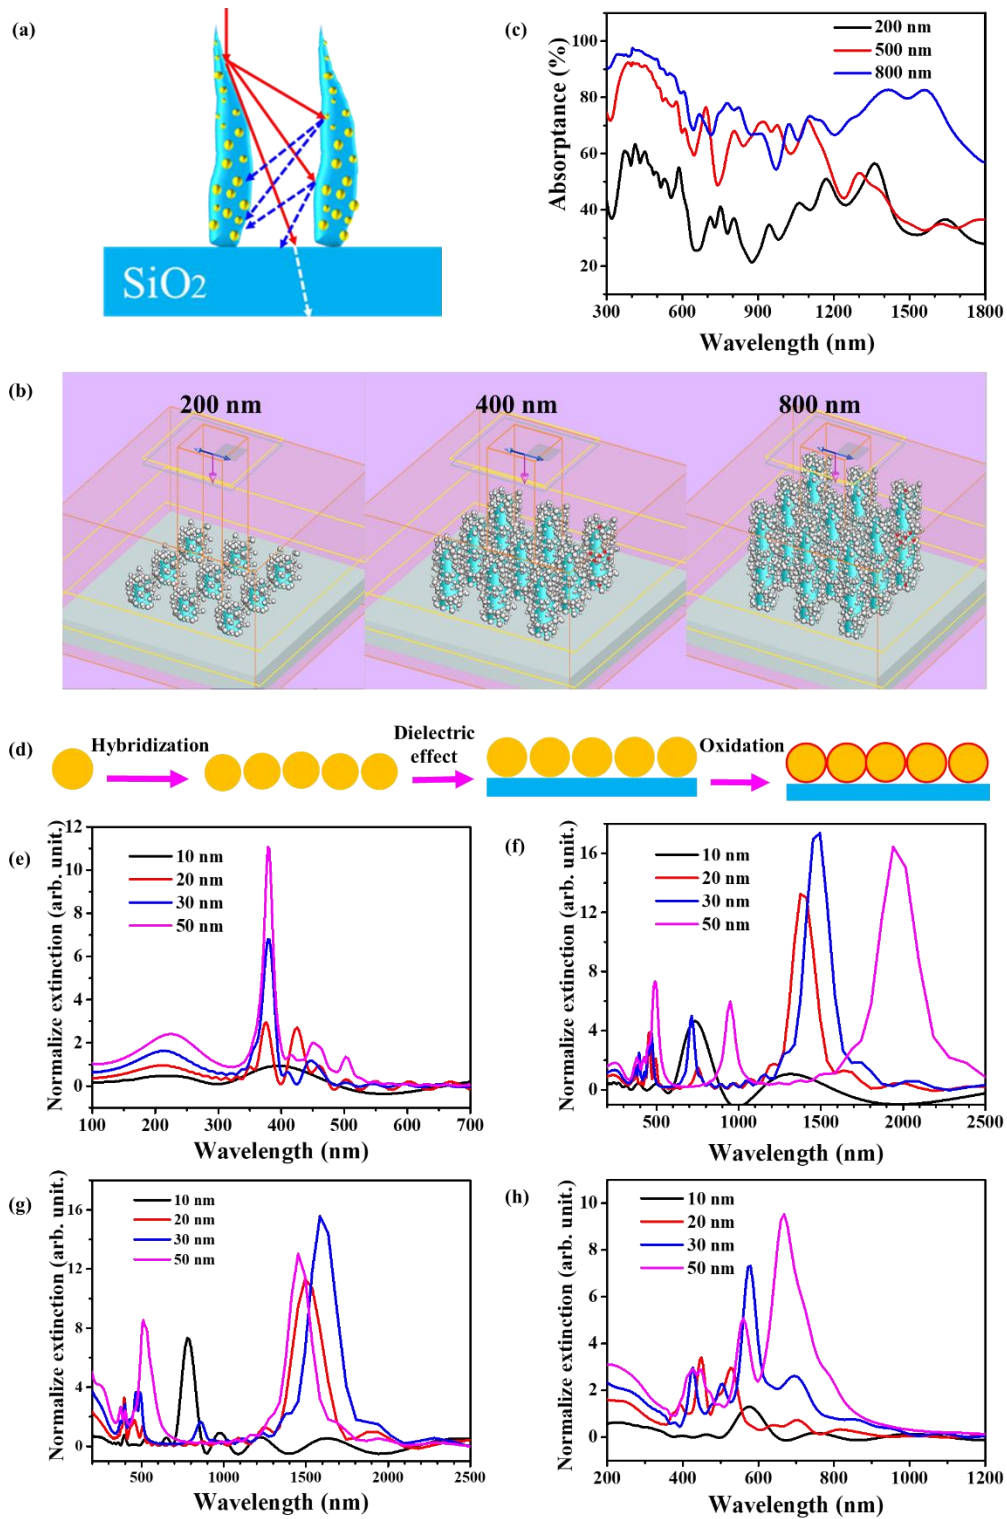 (a)
SiO2
(c)
Absorptance (%)
100
80
60
40
20
200 nm
500 nm
800 nm
300 600 900 1200 1500 1800
Wavelength (nm)
(b)
200 nm
400 nm
800 nm
(d)
Hybridization
Dielectric
effect
Oxidation
(e)
Normalize extinction (arb. unit.)
12
10
8
6
4
2
0
10 nm
20 nm
30 nm
50 nm
100 200 300 400 500 600 700
Wavelength (nm)
(f)
Normalize extinction (arb. unit.)
16
12
8
4
0
10 nm
20 nm
30 nm
50 nm
500 1000 1500 2000 2500
Wavelength (nm)
(g)
Normalize extinction (arb. unit.)
16
12
8
4
0
10 nm
20 nm
30 nm
50 nm
500 1000 1500 2000 2500
Wavelength (nm)
(h)
Normalize extinction (arb. unit.)
10
8
6
4
2
0
10 nm
20 nm
30 nm
50 nm
200 400 600 800 1000 1200
Wavelength (nm)